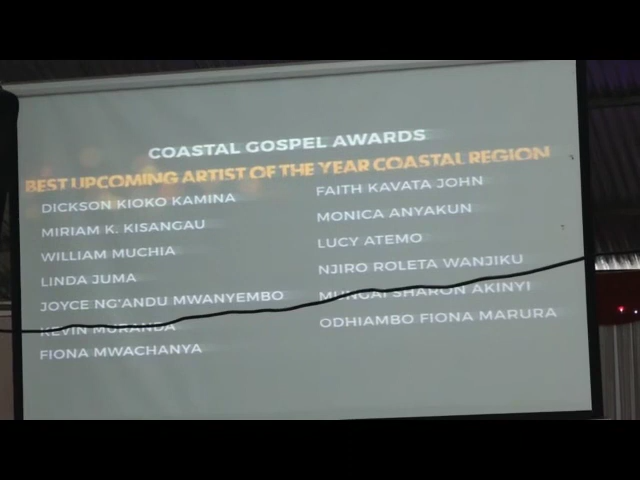 COASTAL GOSPEL AWARDS
BEST UPCOMING ARTIST OF THE YEAR COASTAL REGION
DICKSON KIOKO KAMINA
MIRIAM K. KISANGAU
WILLIAM MUCHIA
LINDA JUMA
JOYCE NG'ANDU MWANYEMBO
KEVIN MURANDA
FIONA MWACHANYA
FAITH KAVATA JOHN
MONICA ANYAKUN
LUCY ATEMO
NJIRO ROLETA WANJIKU
MUNGAI SHARON AKINYI
ODHIAMBO FIONA MARURA